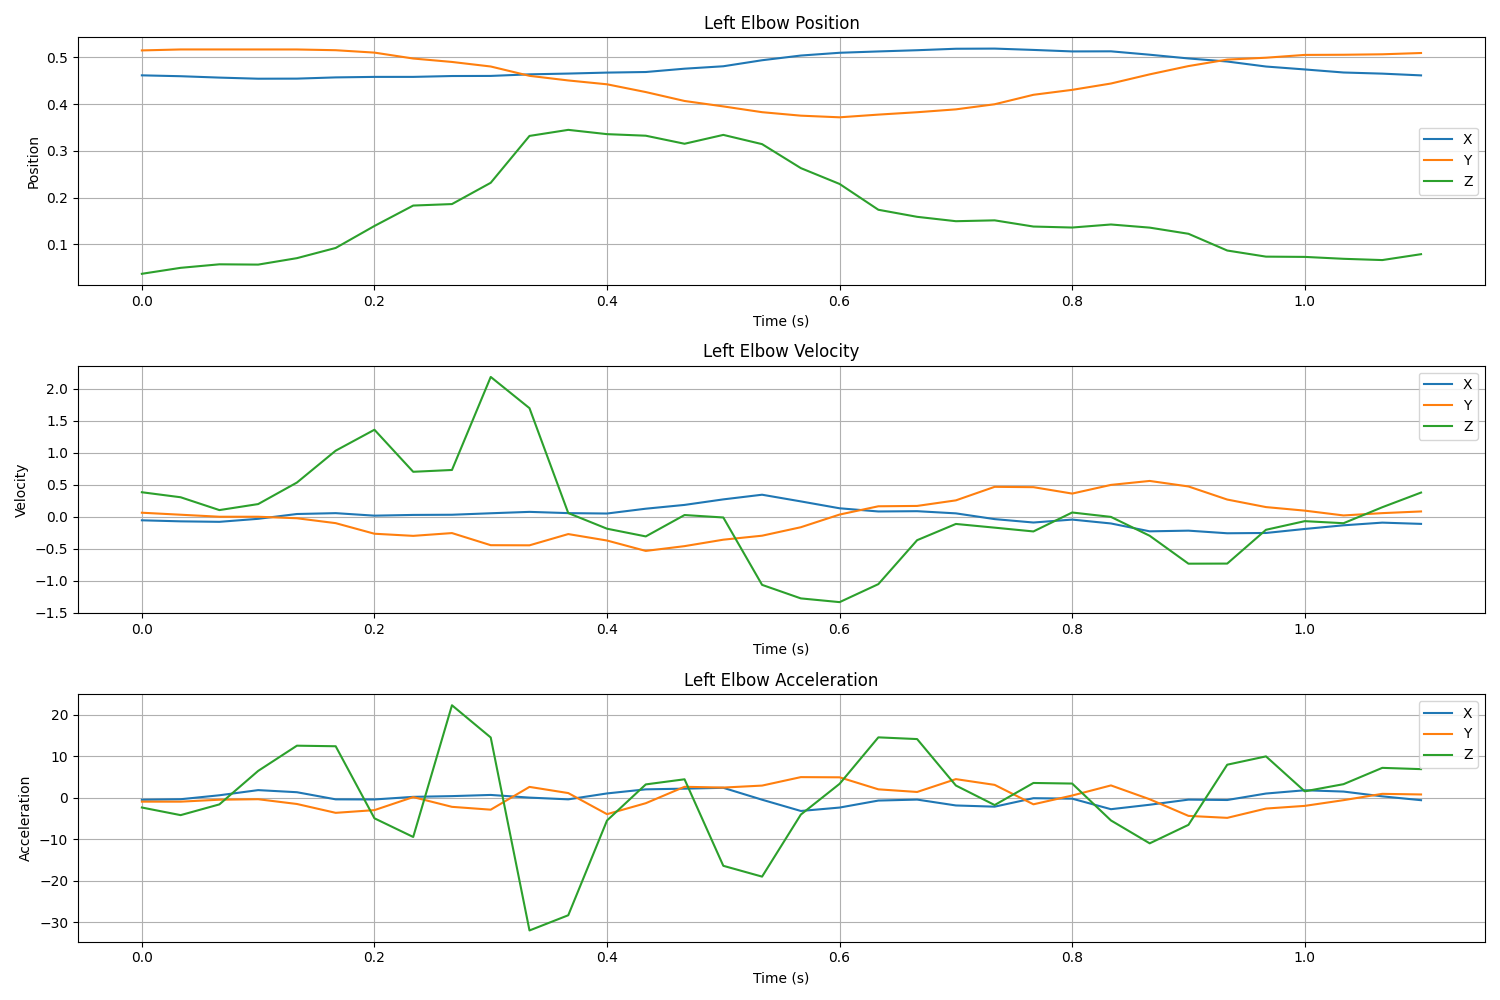 Left Elbow Position
Position
0.5
0.4
0.3
0.2
0.1
X
Y
Z
0.0 0.2 0.4 0.6 0.8 1.0
Time (s)
Left Elbow Velocity
Velocity
2.0
1.5
1.0
0.5
0.0
−0.5
−1.0
−1.5
X
Y
Z
0.0 0.2 0.4 0.6 0.8 1.0
Time (s)
Left Elbow Acceleration
Acceleration
20
10
0
−10
−20
−30
X
Y
Z
0.0 0.2 0.4 0.6 0.8 1.0
Time (s)